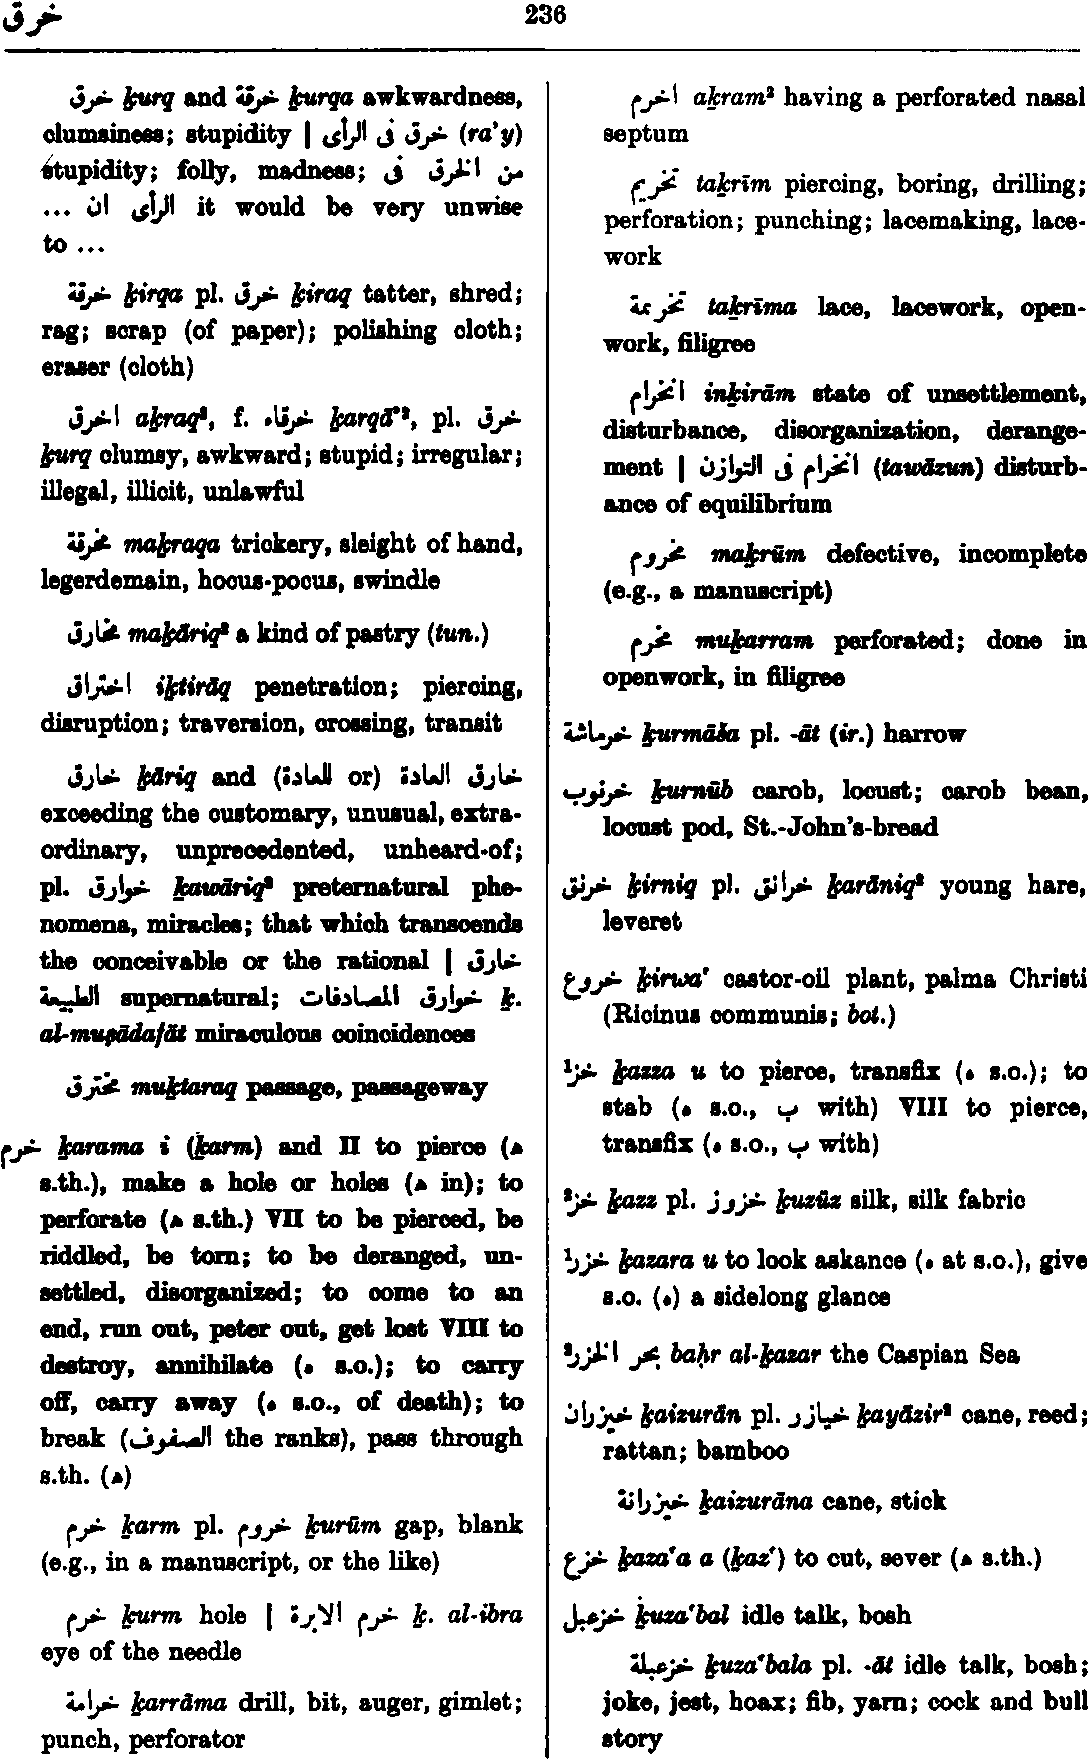 خرق
236
خرق ḵurq and خرقة ḵurqa awkwardness,
clumsiness; stupidity | خرق فى الرأى (ra’y)
stupidity; folly, madness; من الخرق فى
الرأى ان ... it would be very unwise
to ...
خرقة ḵirqa pl. خرق ḵiraq tatter, shred;
rag; scrap (of paper); polishing cloth;
eraser (cloth)
اخرق aḵraq², f. خرقاء ḵarqā’², pl. خرق
ḵurq clumsy, awkward; stupid; irregular;
illegal, illicit, unlawful
مخرقة maḵraqa trickery, sleight of hand,
legerdemain, hocus-pocus, swindle
مخارق maḵāriq² a kind of pastry (tun.)
اختراق iḵtirāq penetration; piercing,
disruption; traversion, crossing, transit
خارق ḵāriq and خارق العادة (or للعادة)
exceeding the customary, unusual, extra-
ordinary, unprecedented, unheard-of;
pl. خوارق ḵawāriq² preternatural phe-
nomena, miracles; that which transcends
the conceivable or the rational | خارق
الطبيعة supernatural; خوارق المصادفات ḵ.
al-muṣādafāt miraculous coincidences
مخترق muḵtaraq passage, passageway
خرم ḵarama i (ḵarm) and II to pierce (ه
s.th.), make a hole or holes (ه in); to
perforate (ه s.th.) VII to be pierced, be
riddled, be torn; to be deranged, un-
settled, disorganized; to come to an
end, run out, peter out, get lost VIII to
destroy, annihilate (ه s.o.); to carry
off, carry away (ه s.o., of death); to
break (الصفوف the ranks), pass through
s.th. (ه)
خرم ḵarm pl. خروم ḵurūm gap, blank
(e.g., in a manuscript, or the like)
خرم ḵurm hole | خرم الابرة ḵ. al-ibra
eye of the needle
خرامة ḵarrāma drill, bit, auger, gimlet;
punch, perforator
اخرم aḵram² having a perforated nasal
septum
تخريم taḵrīm piercing, boring, drilling;
perforation; punching; lacemaking, lace-
work
تخريمة taḵrīma lace, lacework, open-
work, filigree
انخرام inḵirām state of unsettlement,
disturbance, disorganization, derange-
ment | انخرام فى التوازن (tawāzun) disturb-
ance of equilibrium
مخروم maḵrūm defective, incomplete
(e.g., a manuscript)
مخرم muḵarram perforated; done in
openwork, in filigree
خرماشة ḵurmāša pl. -āt (ir.) harrow
خرنوب ḵurnūb carob, locust; carob bean,
locust pod, St.-John's-bread
خرنق ḵirniq pl. خرانق ḵarāniq² young hare,
leveret
خروع ḵirwa‘ castor-oil plant, palma Christi
(Ricinus communis; bot.)
¹خز ḵazza u to pierce, transfix (ه s.o.); to
stab (ه s.o., ب with) VIII to pierce,
transfix (ه s.o., ب with)
²خز ḵazz pl. خزوز ḵuzūz silk, silk fabric
¹خزر ḵazara u to look askance (ه at s.o.), give
s.o. (ه) a sidelong glance
²بحر الخزر baḥr al-ḵazar the Caspian Sea
خيزران ḵaizurān pl. خيازر ḵayāzir² cane, reed;
rattan; bamboo
خيزرانة ḵaizurāna cane, stick
خزع ḵaza‘a a (ḵaz‘) to cut, sever (ه s.th.)
خزعبل ḵuza‘bal idle talk, bosh
خزعبلة ḵuza‘bala pl. -āt idle talk, bosh;
joke, jest, hoax; fib, yarn; cock and bull
story